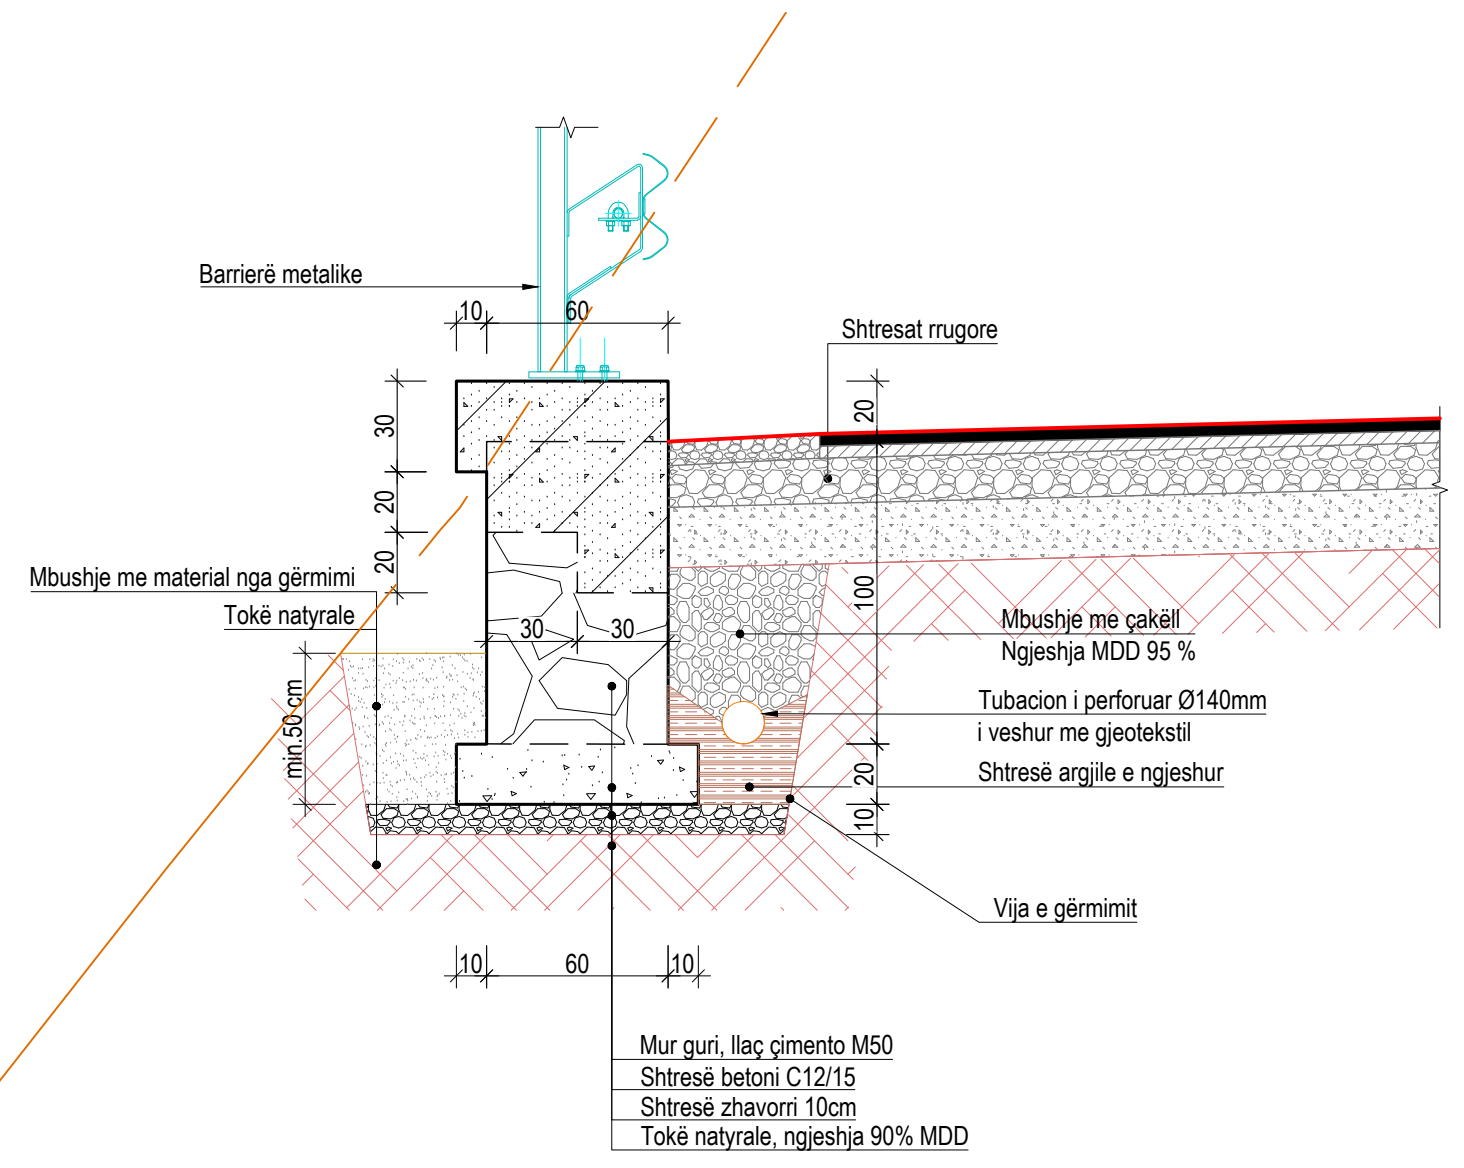 Barrierë metalike
10
60
Shtresat rrugore
30
20
20
20
100
Mbushje me material nga gërmimi
Tokë natyrale
30
30
Mbushje me çakëll
Ngjeshja MDD 95 %
min.50 cm
Tubacion i perforuar Ø140mm
i veshur me gjeotekstil
Shtresë argjile e ngjeshur
20
10
Vija e gërmimit
10
60
10
Mur guri, llaç çimento M50
Shtresë betoni C12/15
Shtresë zhavorri 10cm
Tokë natyrale, ngjeshja 90% MDD